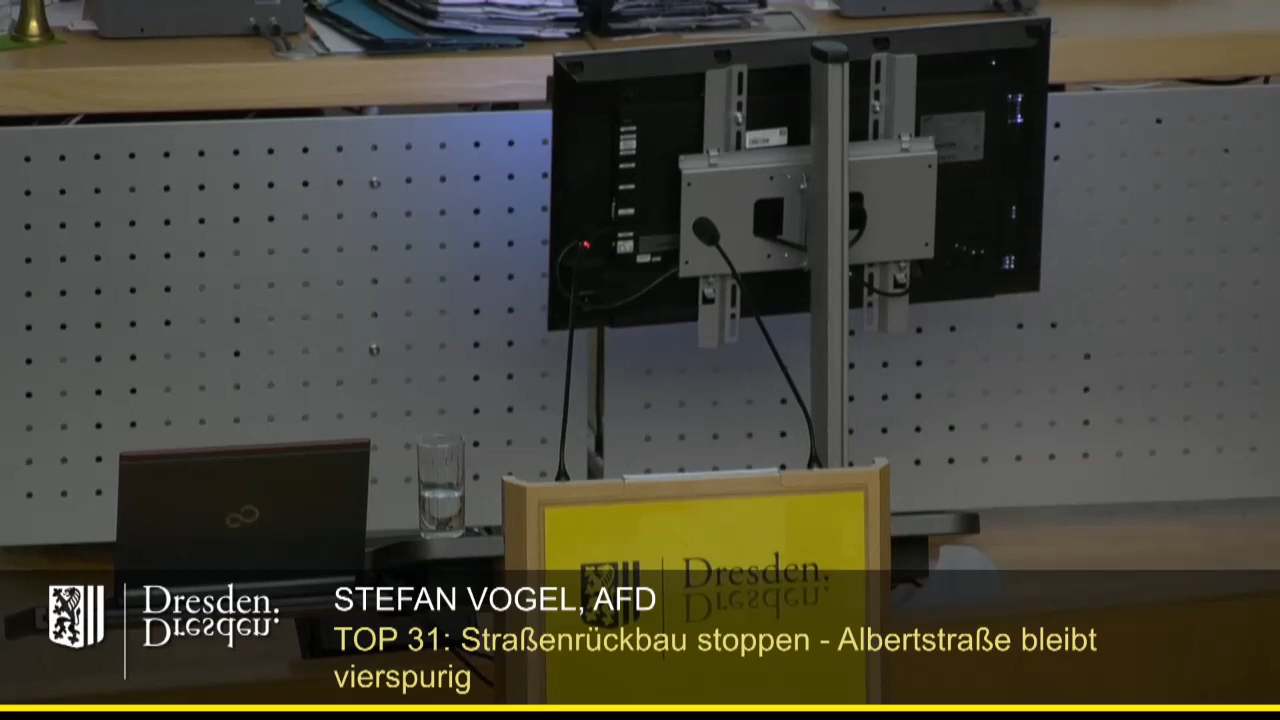 Dresden.
Dresden.
STEFAN VOGEL, AFD
TOP 31: Straßenrückbau stoppen - Albertstraße bleibt
vierspurig